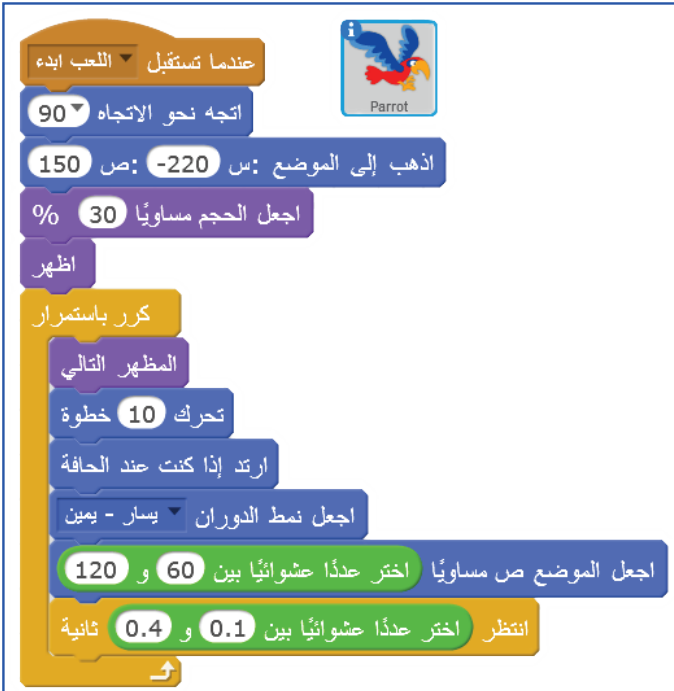 Parrot
عندما تستقبل اللعب ابدء
اتجه نحو الاتجاه 90
اذهب إلى الموضع :س -220 :ص 150
اجعل الحجم مساويًا 30 %
اظهر
كرر باستمرار
المظهر التالي
تحرك 10 خطوة
ارتد إذا كنت عند الحافة
اجعل نمط الدوران يسار - يمين
اجعل الموضع ص مساويًا اختر عددًا عشوائيًا بين 60 و 120
انتظر اختر عددًا عشوائيًا بين 0.1 و 0.4 ثانية